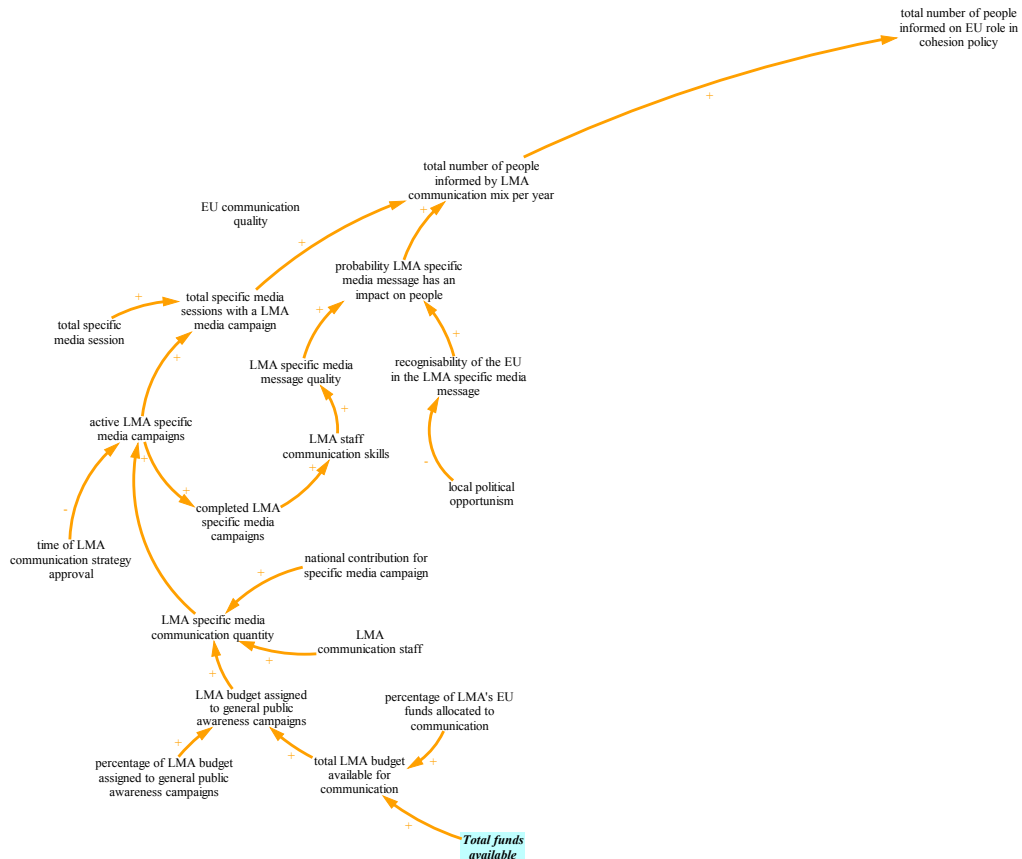 total number of people
informed on EU role in
cohesion policy
+
total number of people
informed by LMA
communication mix per year
EU communication
quality
+
+
probability LMA specific
media message has an
impact on people
+
total specific media
sessions with a LMA
media campaign
total specific
media session
+
+
+
LMA specific media
message quality
recognisability of the EU
in the LMA specific media
message
+
active LMA specific
media campaigns
+
LMA staff
communication skills
+
+
-
local political
opportunism
+
completed LMA
specific media
campaigns
-
time of LMA
communication strategy
approval
national contribution for
specific media campaign
+
LMA specific media
communication quantity
LMA
communication staff
+
+
LMA budget assigned
to general public
awareness campaigns
percentage of LMA's EU
funds allocated to
communication
+
+
+
percentage of LMA budget
assigned to general public
awareness campaigns
total LMA budget
available for
communication
+
Total funds
available